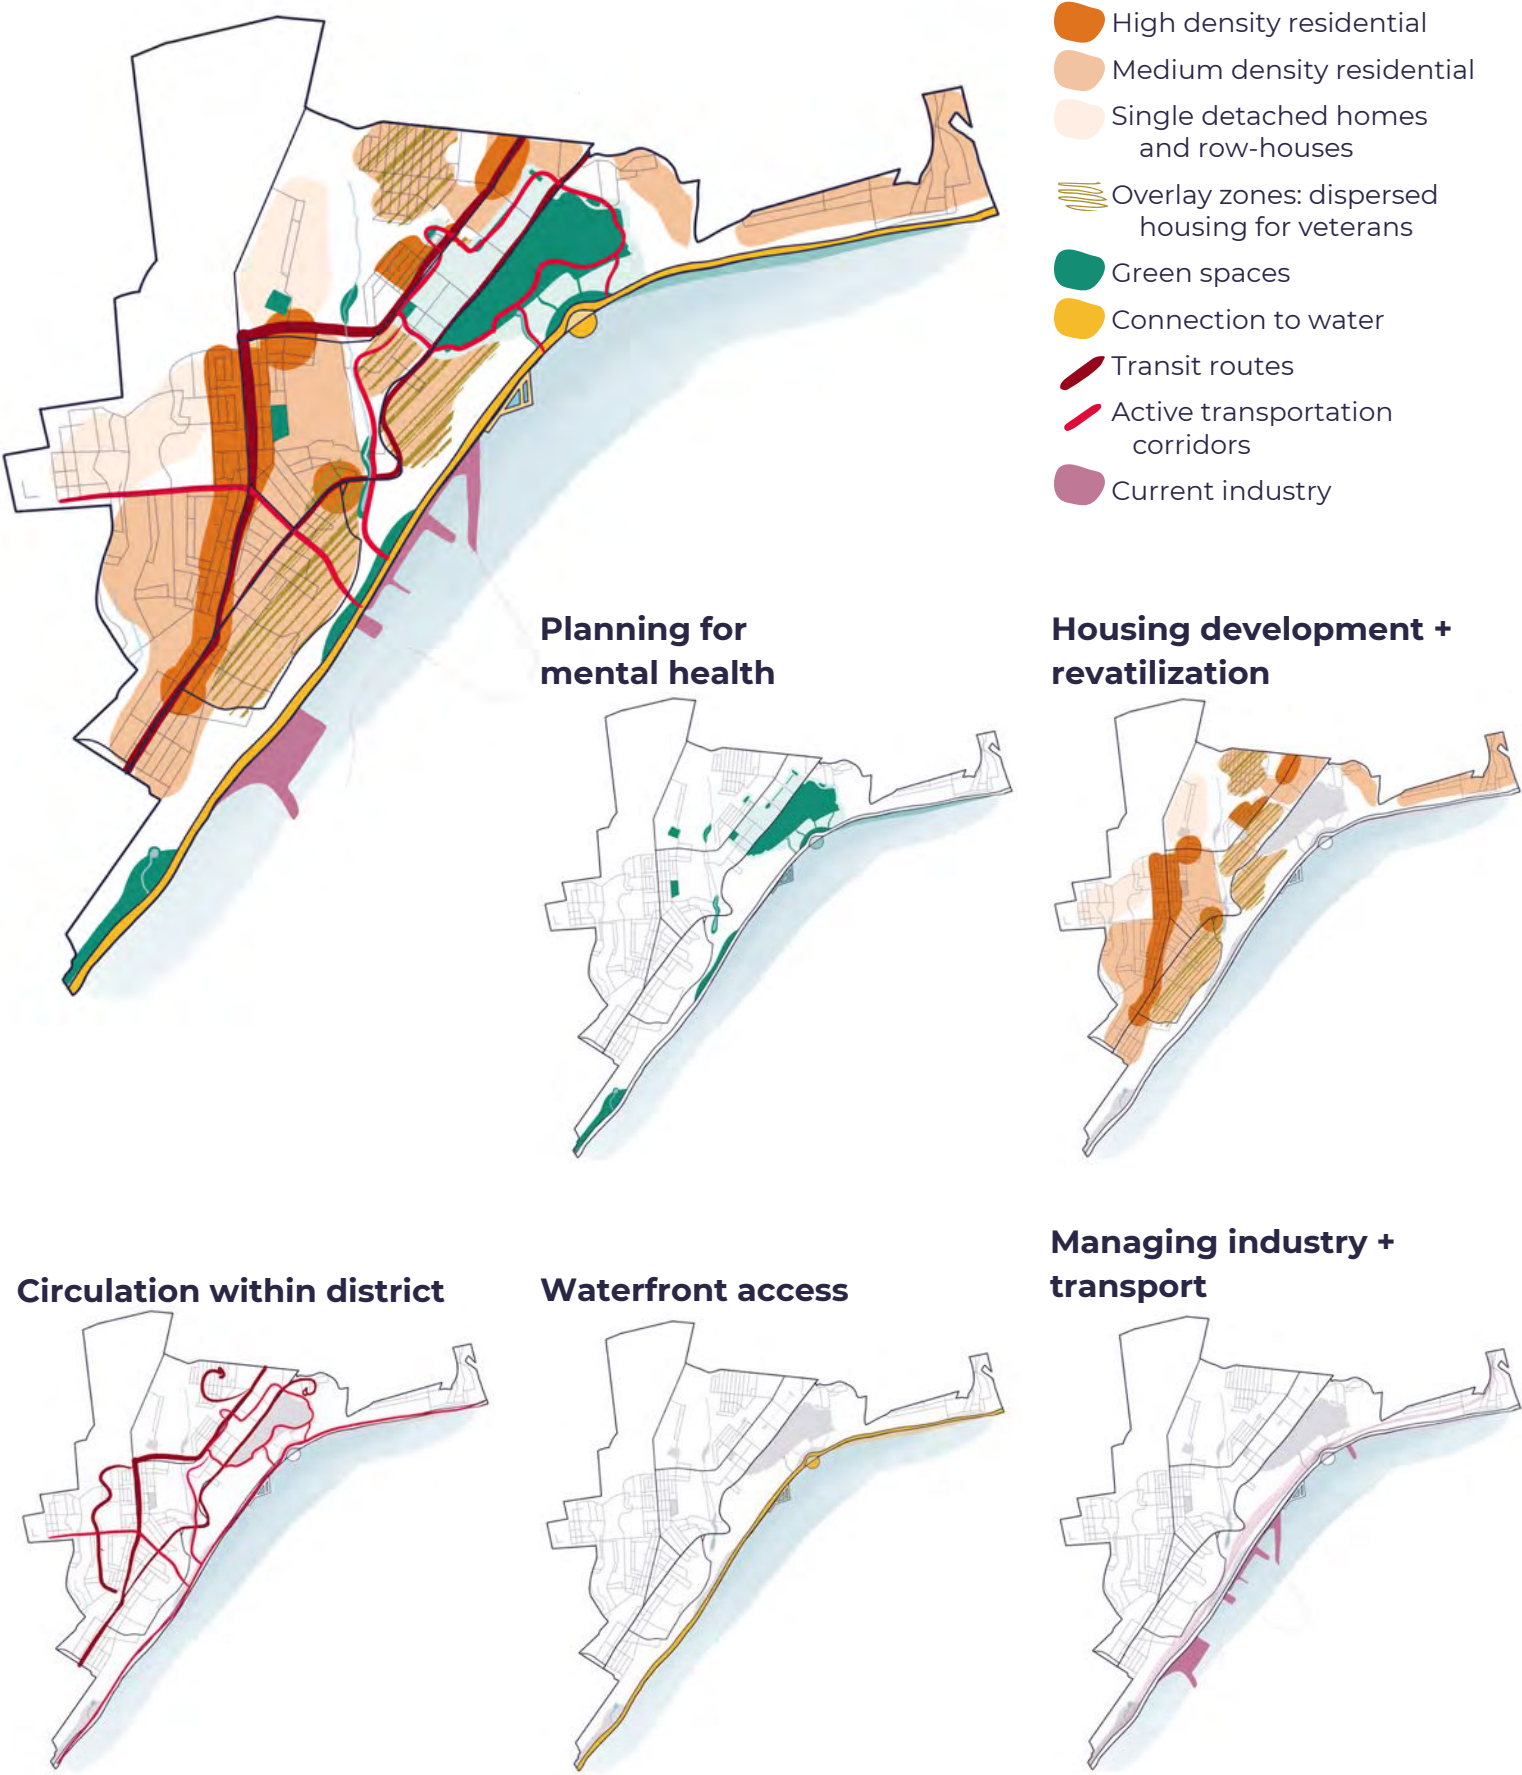 High density residential
Medium density residential
Single detached homes
and row-houses
Overlay zones: dispersed
housing for veterans
Green spaces
Connection to water
Transit routes
Active transportation
corridors
Current industry
Planning for
mental health
Housing development +
revatilization
Circulation within district
Waterfront access
Managing industry +
transport